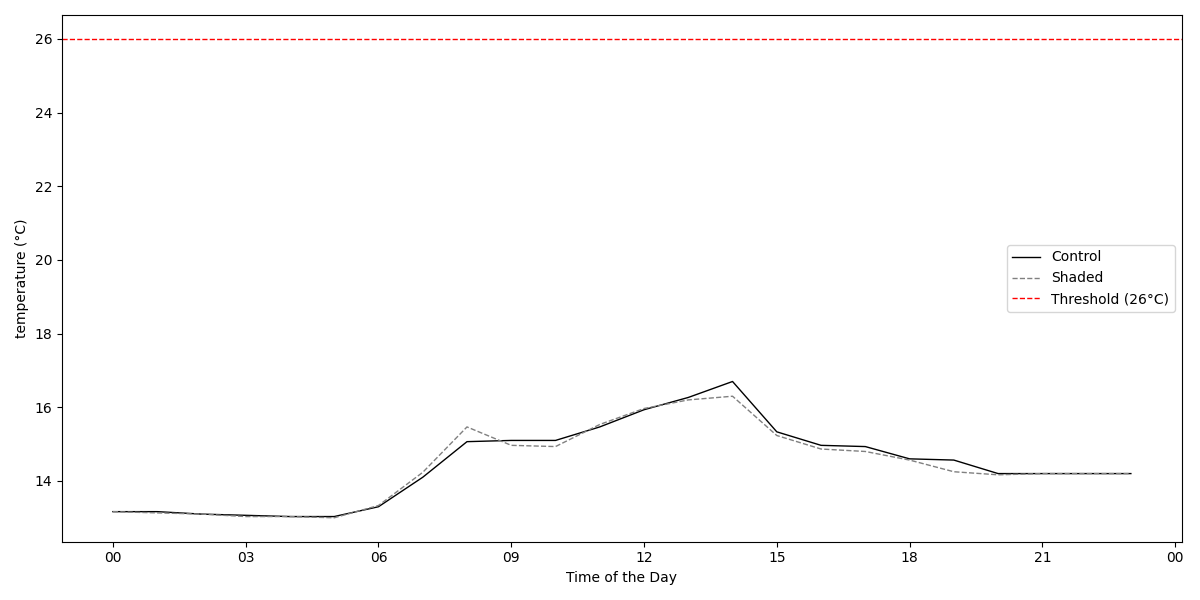 26
24
22
20
18
16
14
temperature (°C)
Control
Shaded
Threshold (26°C)
00 03 06 09 12 15 18 21 00
Time of the Day